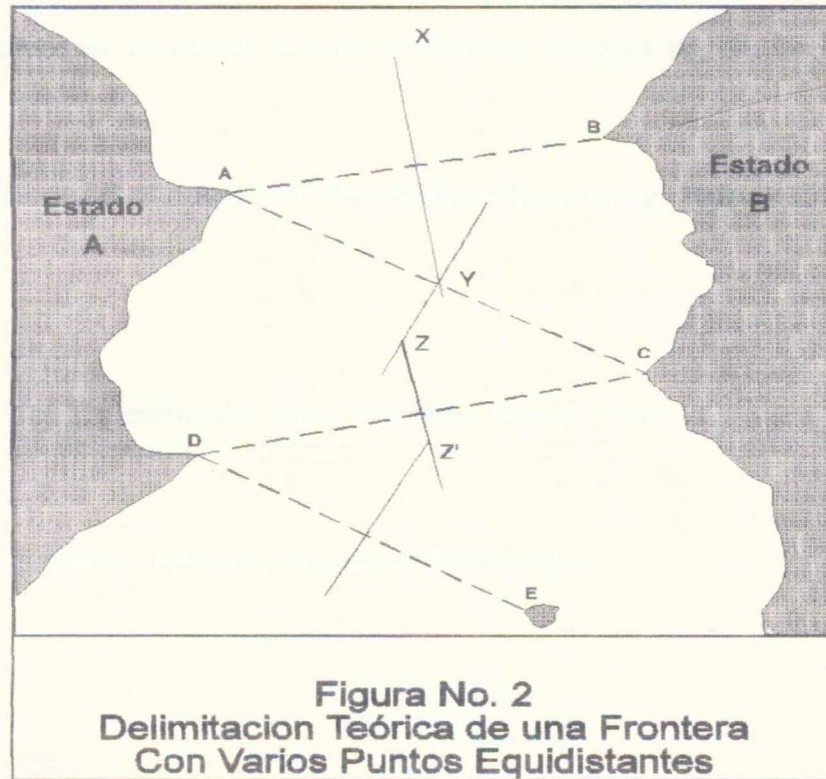 X
B
A
Estado
A
Estado
B
Y
Z
C
D
Z'
E
Figura No. 2
Delimitacion Teórica de una Frontera
Con Varios Puntos Equidistantes